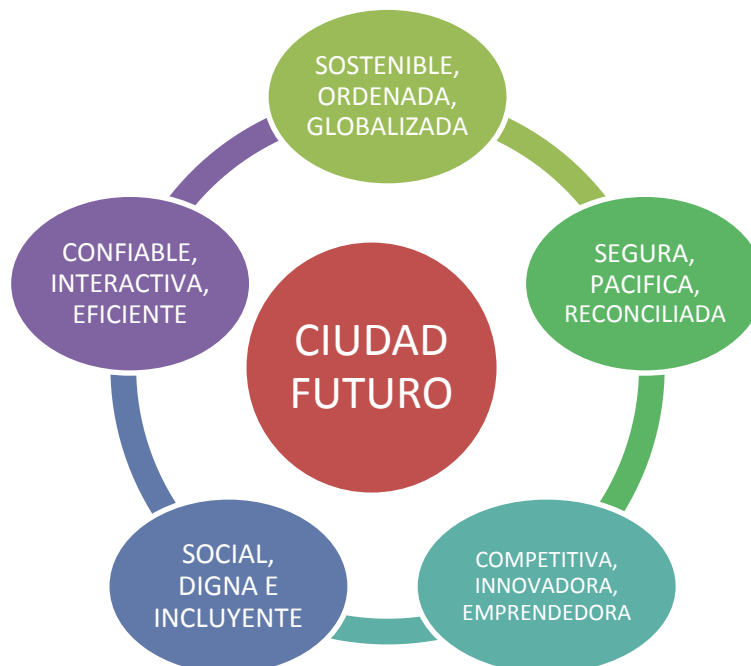 SOSTENIBLE,
ORDENADA,
GLOBALIZADA
SEGURA,
PACIFICA,
RECONCILIADA
COMPETITIVA,
INNOVADORA,
EMPRENDEDORA
SOCIAL,
DIGNA E
INCLUYENTE
CONFIABLE,
INTERACTIVA,
EFICIENTE
CIUDAD
FUTURO